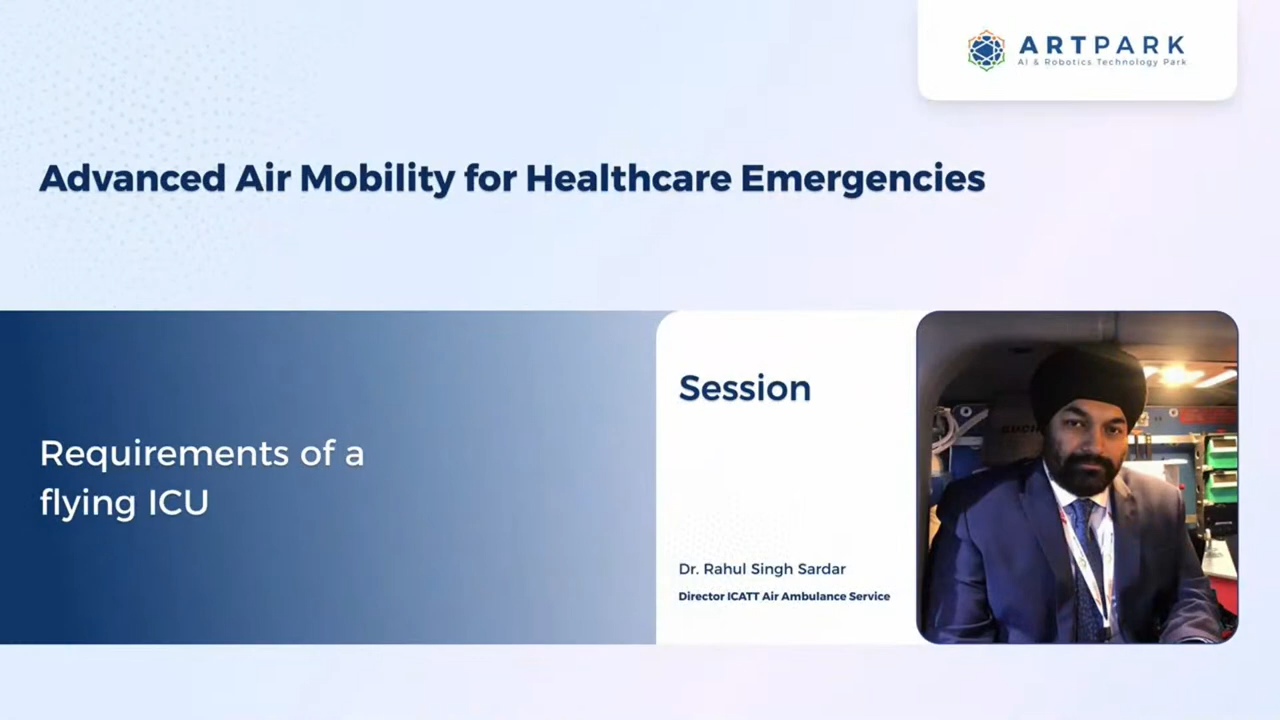 ARTPARK
AI & Robotics Technology Park
Advanced Air Mobility for Healthcare Emergencies
Requirements of a
flying ICU
Session
Dr. Rahul Singh Sardar
Director ICATT Air Ambulance Service